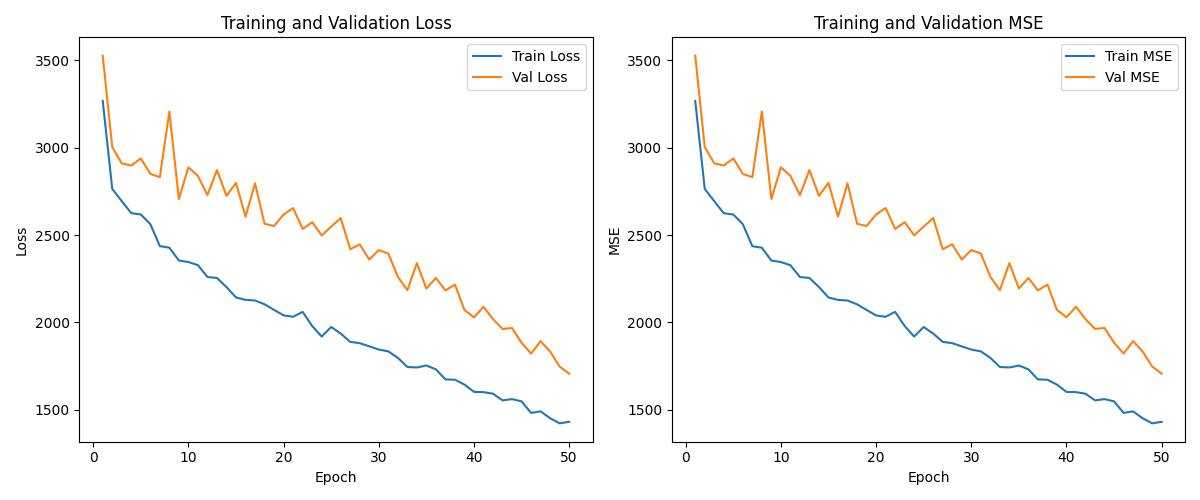 Training and Validation Loss
Train Loss
Val Loss
3500
3000
2500
2000
1500
Loss
0 10 20 30 40 50
Epoch
Training and Validation MSE
Train MSE
Val MSE
3500
3000
2500
2000
1500
MSE
0 10 20 30 40 50
Epoch